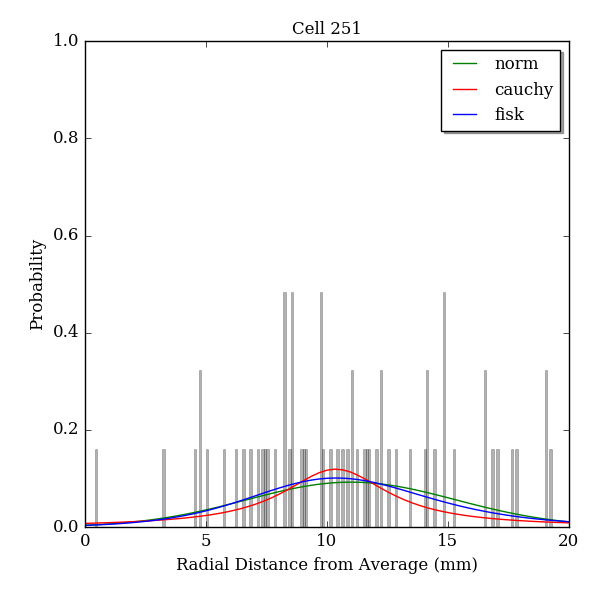 Cell 251
1.0
0.8
0.6
0.4
0.2
0.0
Probability
norm
cauchy
fisk
0 5 10 15 20
Radial Distance from Average (mm)